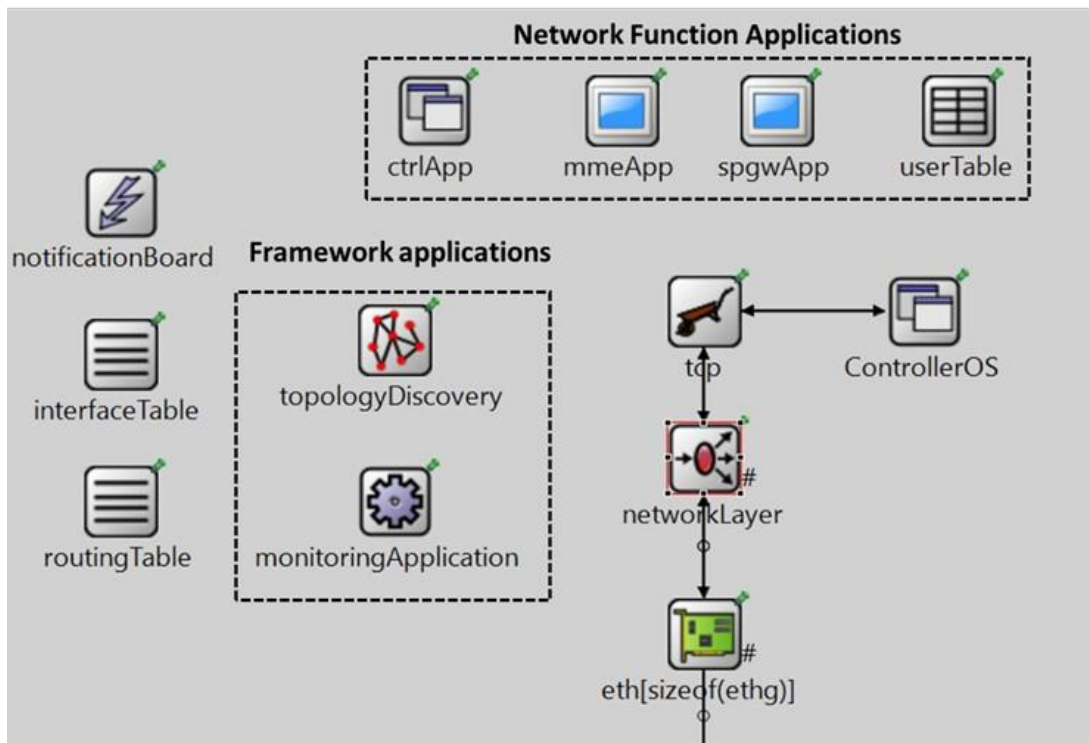 Network Function Applications
ctrlApp
mmeApp
spgwApp
userTable
notificationBoard
Framework applications
interfaceTable
topologyDiscovery
tcp
ControllerOS
routingTable
monitoringApplication
#
networkLayer
#
eth[sizeof(ethg)]